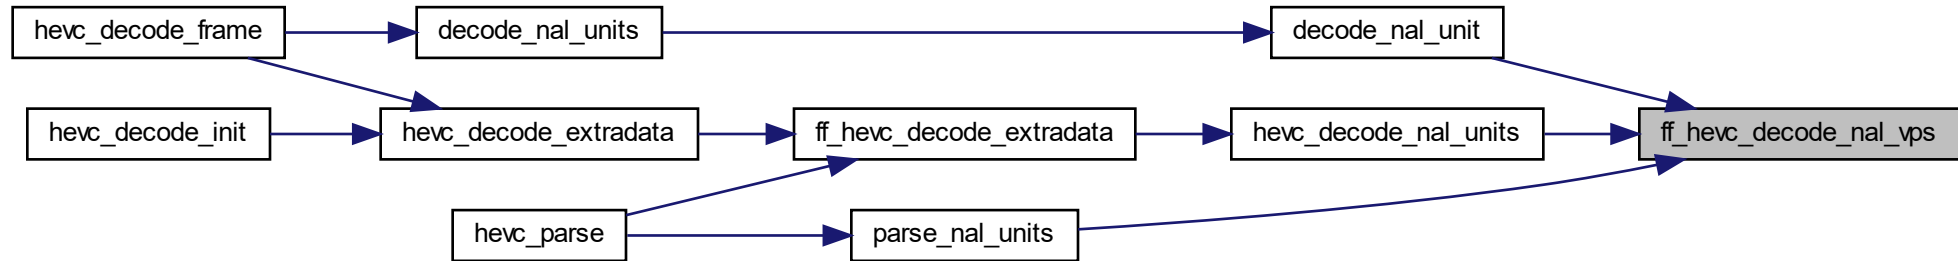 hevc_decode_frame
decode_nal_units
decode_nal_unit
hevc_decode_init
hevc_decode_extradata
ff_hevc_decode_extradata
hevc_decode_nal_units
ff_hevc_decode_nal_vps
hevc_parse
parse_nal_units